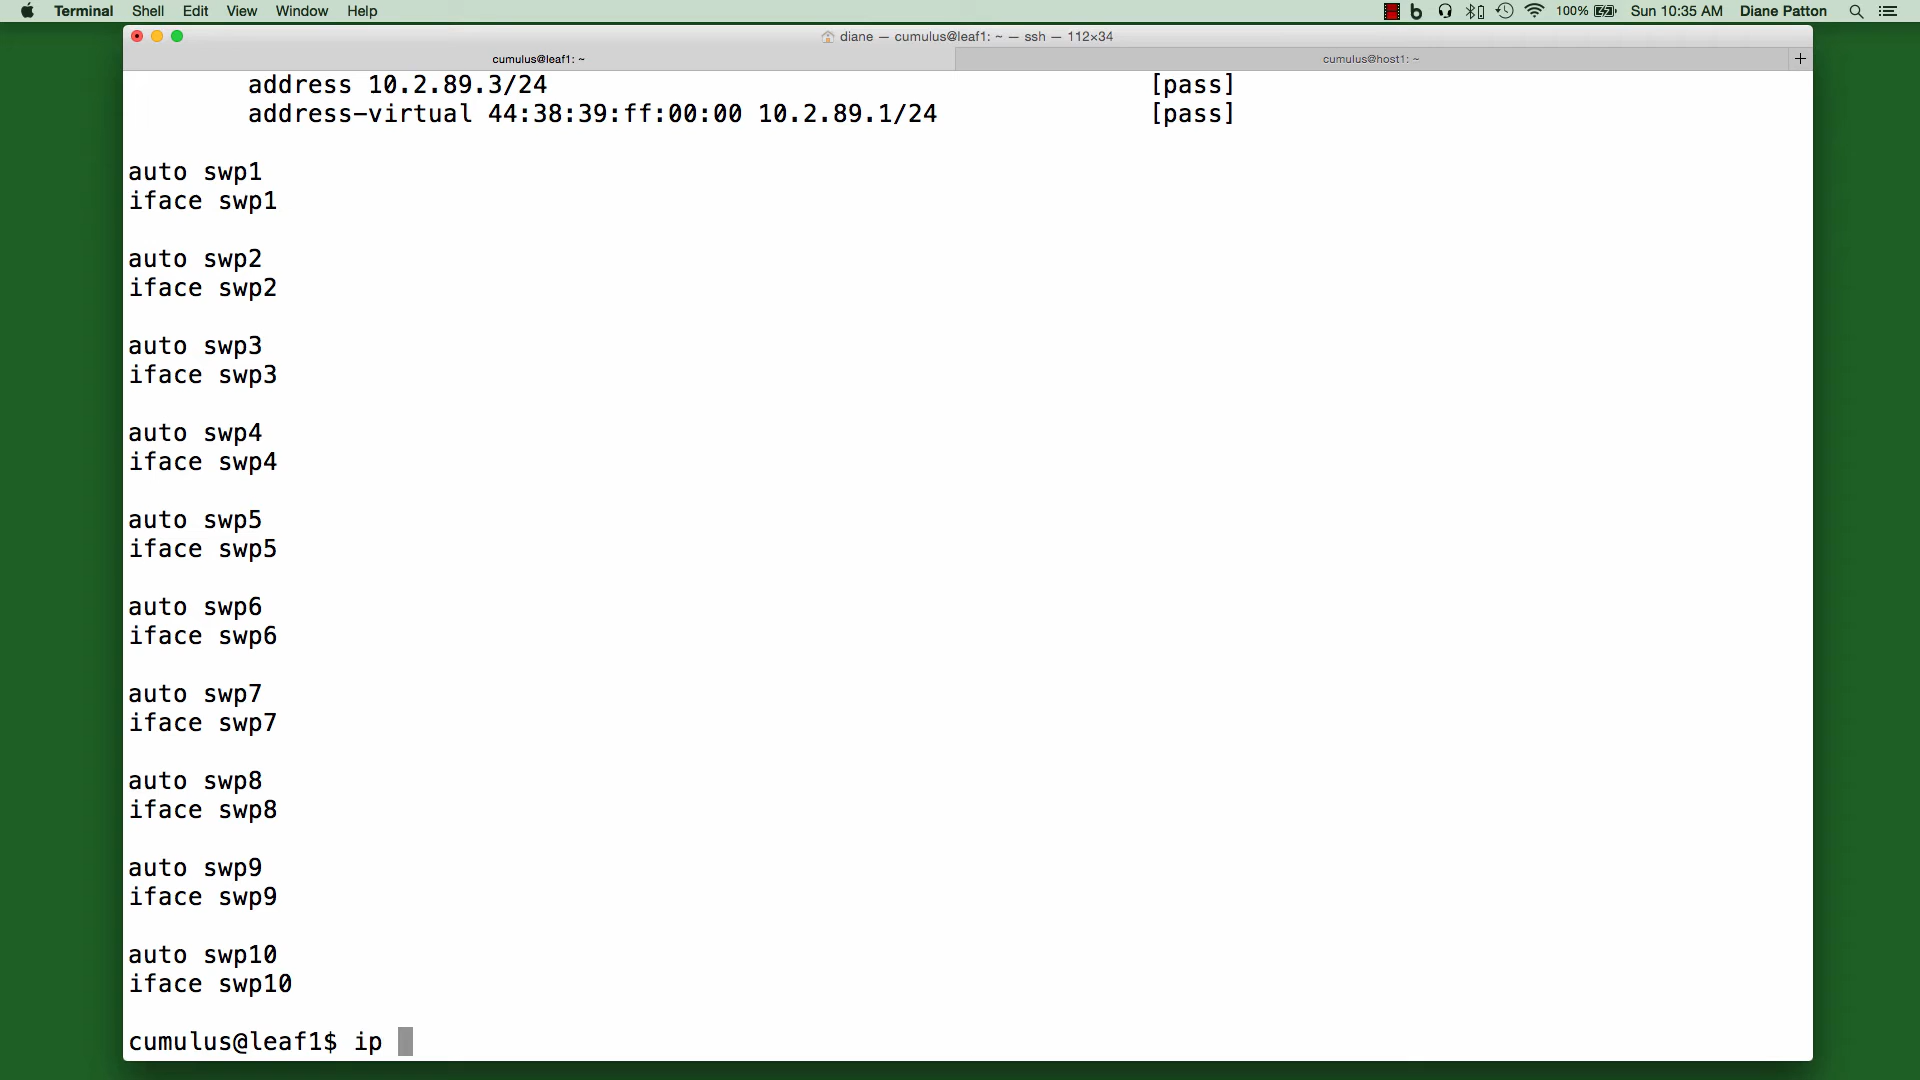 Terminal Shell Edit View Window Help 100% Sun 10:35 AM Diane Patton
diane — cumulus@leaf1: ~ — ssh — 112×34
cumulus@leaf1: ~ cumulus@host1: ~
address 10.2.89.3/24 [pass]
address-virtual 44:38:39:ff:00:00 10.2.89.1/24 [pass]
auto swp1
iface swp1
auto swp2
iface swp2
auto swp3
iface swp3
auto swp4
iface swp4
auto swp5
iface swp5
auto swp6
iface swp6
auto swp7
iface swp7
auto swp8
iface swp8
auto swp9
iface swp9
auto swp10
iface swp10
cumulus@leaf1$ ip